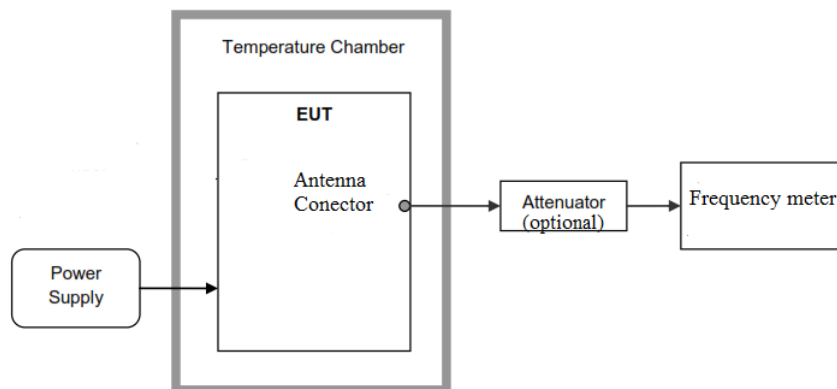 Temperature Chamber
EUT
Antenna
Conector
Attenuator
(optional)
Frequency meter
Power
Supply